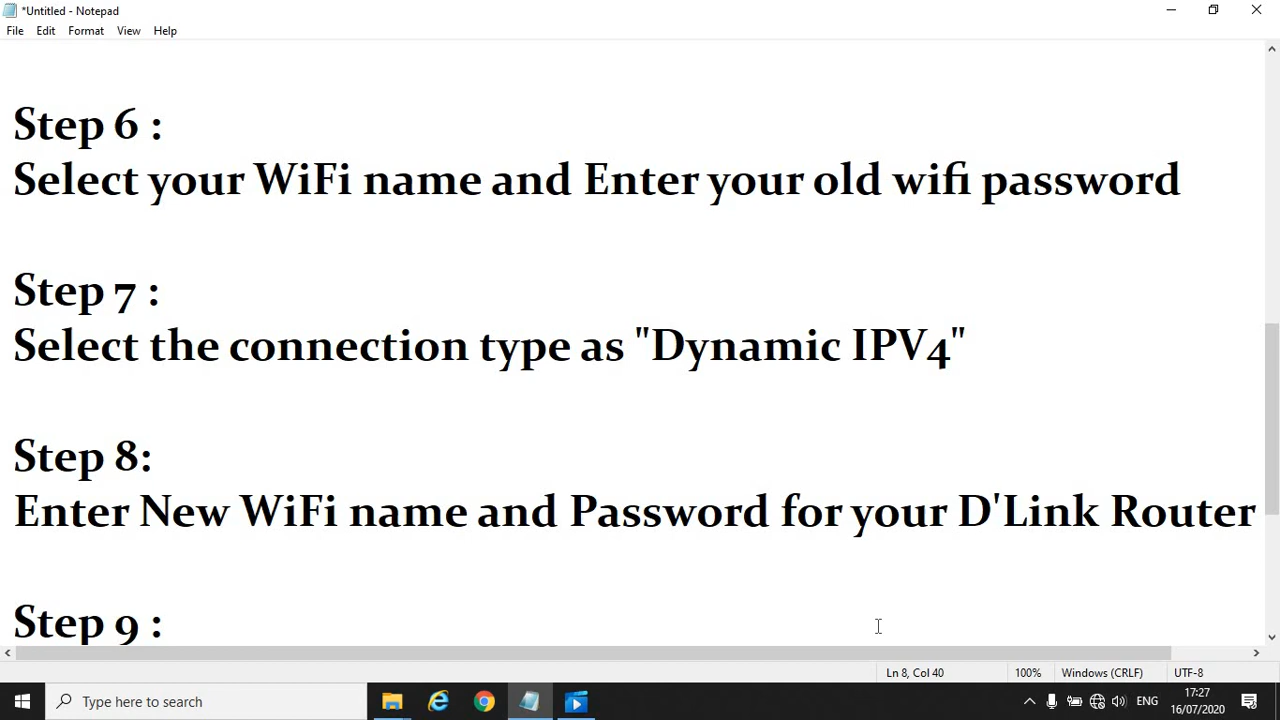 *Untitled - Notepad
File Edit Format View Help
Step 6 :
Select your WiFi name and Enter your old wifi password
Step 7 :
Select the connection type as "Dynamic IPV4"
Step 8:
Enter New WiFi name and Password for your D'Link Router
Step 9 :
Ln 8, Col 40 100% Windows (CRLF) UTF-8
Type here to search ENG 17:27
16/07/2020